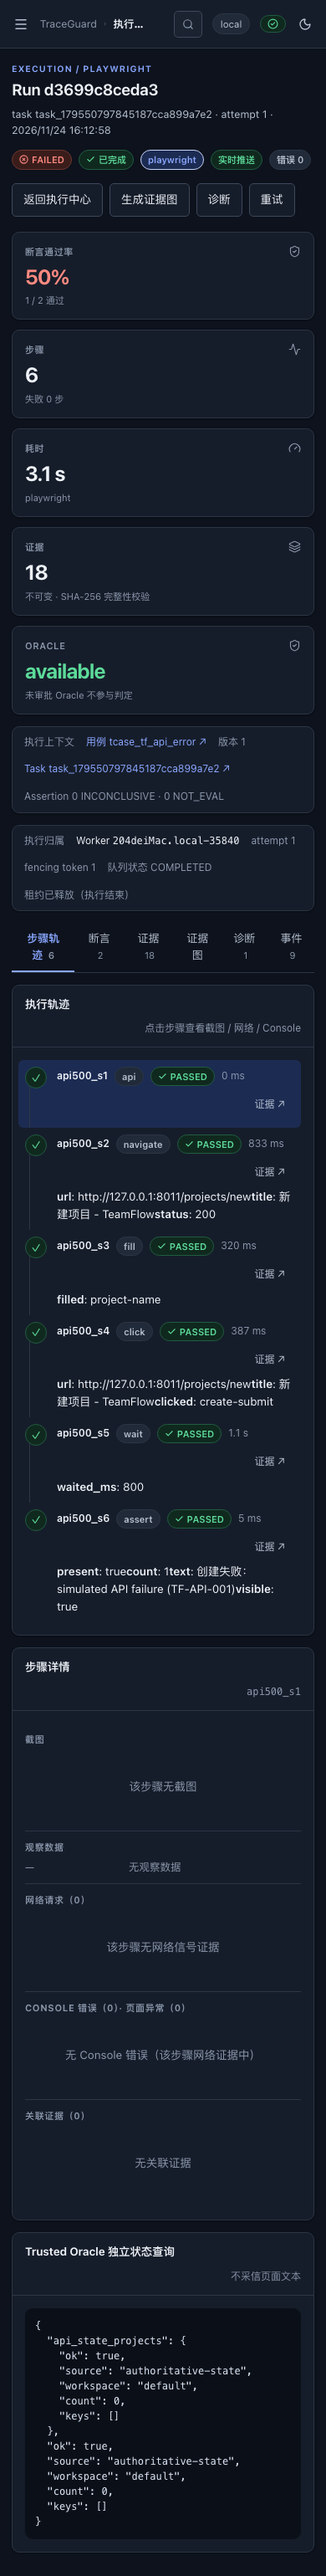 TraceGuard · 执行... local
EXECUTION / PLAYWRIGHT
Run d3699c8ceda3
task task_179550797845187cca899a7e2 · attempt 1 ·
2026/11/24 16:12:58
FAILED 已完成 playwright 实时推送 错误 0
返回执行中心 生成证据图 诊断 重试
断言通过率
50%
1 / 2 通过
步骤
6
失败 0 步
耗时
3.1 s
playwright
证据
18
不可变 · SHA-256 完整性校验
ORACLE
available
未审批 Oracle 不参与判定
执行上下文 用例 tcase_tf_api_error ↗ 版本 1
Task task_179550797845187cca899a7e2 ↗
Assertion 0 INCONCLUSIVE · 0 NOT_EVAL
执行归属 Worker 204deiMac.local-35840 attempt 1
fencing token 1 队列状态 COMPLETED
租约已释放（执行结束）
步骤轨 断言 证据 证据 诊断 事件
迹 6 2 18 图 1 9
执行轨迹
点击步骤查看截图 / 网络 / Console
api500_s1 api PASSED 0 ms
证据 ↗
api500_s2 navigate PASSED 833 ms
证据 ↗
url: http://127.0.0.1:8011/projects/newtitle: 新
建项目 - TeamFlowstatus: 200
api500_s3 fill PASSED 320 ms
证据 ↗
filled: project-name
api500_s4 click PASSED 387 ms
证据 ↗
url: http://127.0.0.1:8011/projects/newtitle: 新
建项目 - TeamFlowclicked: create-submit
api500_s5 wait PASSED 1.1 s
证据 ↗
waited_ms: 800
api500_s6 assert PASSED 5 ms
证据 ↗
present: truecount: 1text: 创建失败：
simulated API failure (TF-API-001)visible:
true
步骤详情
api500_s1
截图
该步骤无截图
观察数据
— 无观察数据
网络请求（0）
该步骤无网络信号证据
CONSOLE 错误（0）· 页面异常（0）
无 Console 错误（该步骤网络证据中）
关联证据（0）
无关联证据
Trusted Oracle 独立状态查询
不采信页面文本
{
"api_state_projects": {
"ok": true,
"source": "authoritative-state",
"workspace": "default",
"count": 0,
"keys": []
},
"ok": true,
"source": "authoritative-state",
"workspace": "default",
"count": 0,
"keys": []
}